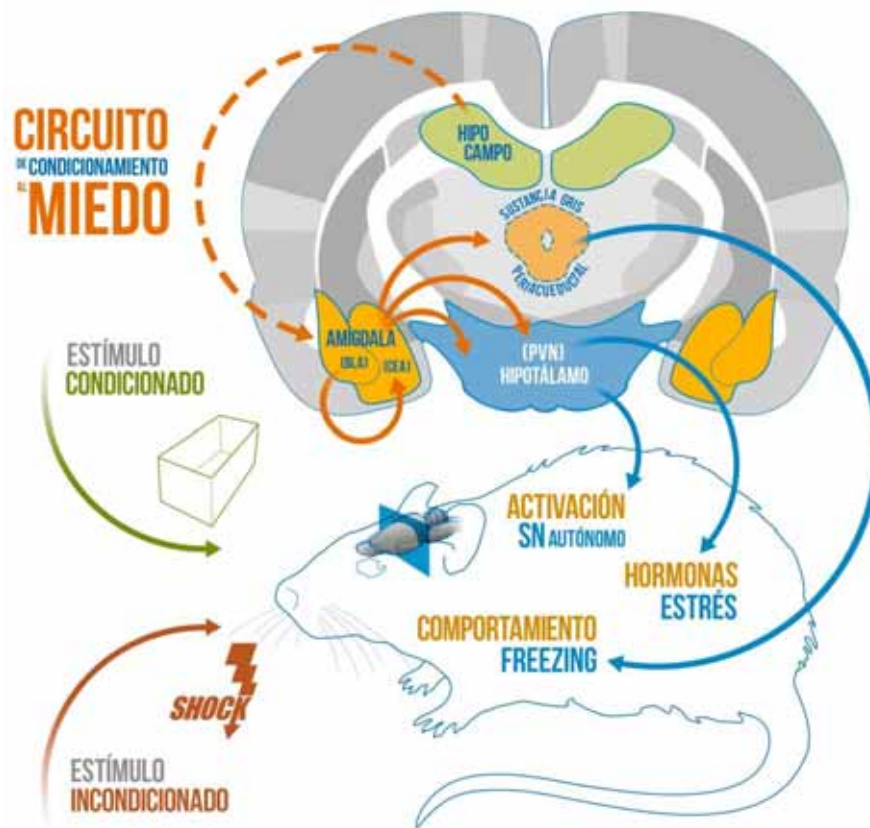 CIRCUITO
DE CONDICIONAMIENTO
AL MIEDO
HIPO
CAMPO
SUSTANCIA GRIS
PERIACUEDUCTAL
AMÍGDALA
(BLA)
(CEA)
(PVN)
HIPOTÁLAMO
ESTÍMULO
CONDICIONADO
ACTIVACIÓN
SN AUTÓNOMO
HORMONAS
ESTRÉS
COMPORTAMIENTO
FREEZING
SHOCK
ESTÍMULO
INCONDICIONADO